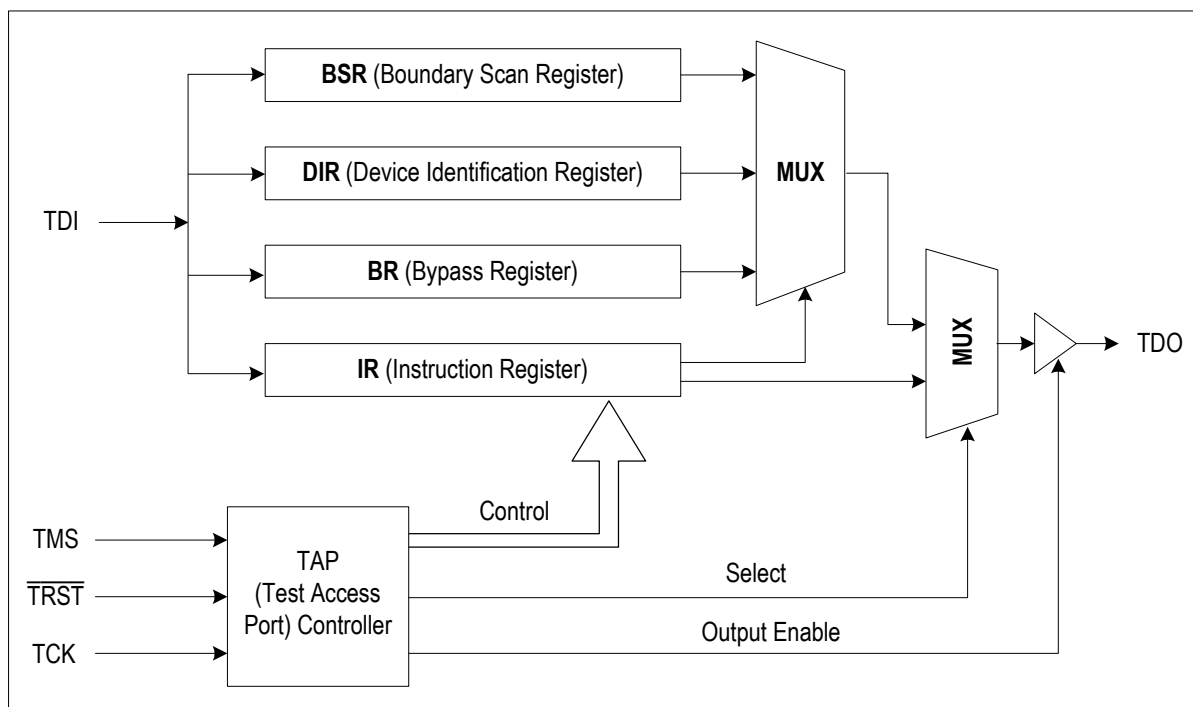 BSR (Boundary Scan Register)
DIR (Device Identification Register)
MUX
TDI
BR (Bypass Register)
MUX
TDO
IR (Instruction Register)
Control
TMS
TAP
(Test Access
Port) Controller
Select
TRST
Output Enable
TCK